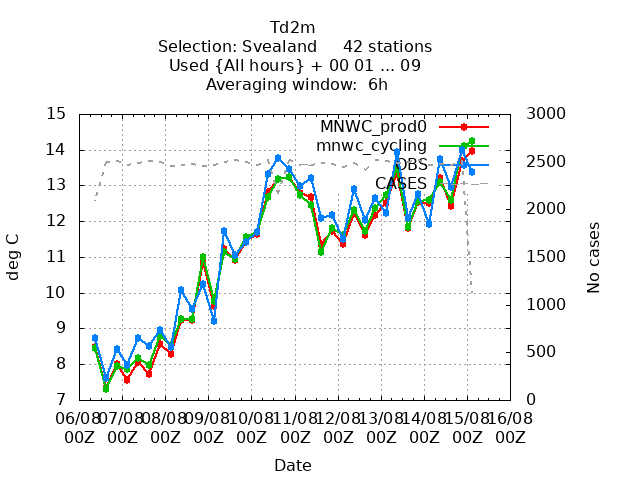 Td2m
Selection: Svealand 42 stations
Used {All hours} + 00 01 ... 09
Averaging window: 6h
MNWC_prod0
mnwc_cycling
OBS
CASES
deg C
15
14
13
12
11
10
9
8
7
3000
2500
2000
1500
1000
500
0
No cases
06/08 07/08 08/08 09/08 10/08 11/08 12/08 13/08 14/08 15/08 16/08
00Z 00Z 00Z 00Z 00Z 00Z 00Z 00Z 00Z 00Z 00Z
Date